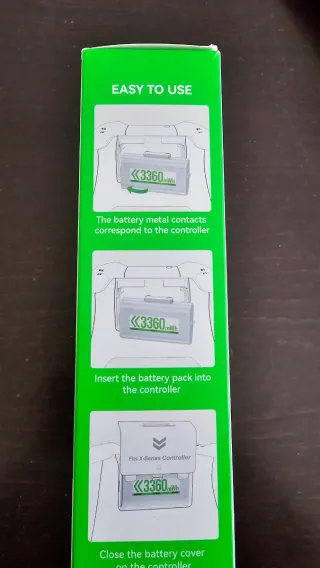 EASY TO USE
3360mWh
The battery metal contacts
correspond to the controller
3360mWh
Insert the battery pack into
the controller
Fits X-Series Controller
3360mWh
Close the battery cover
on the controller